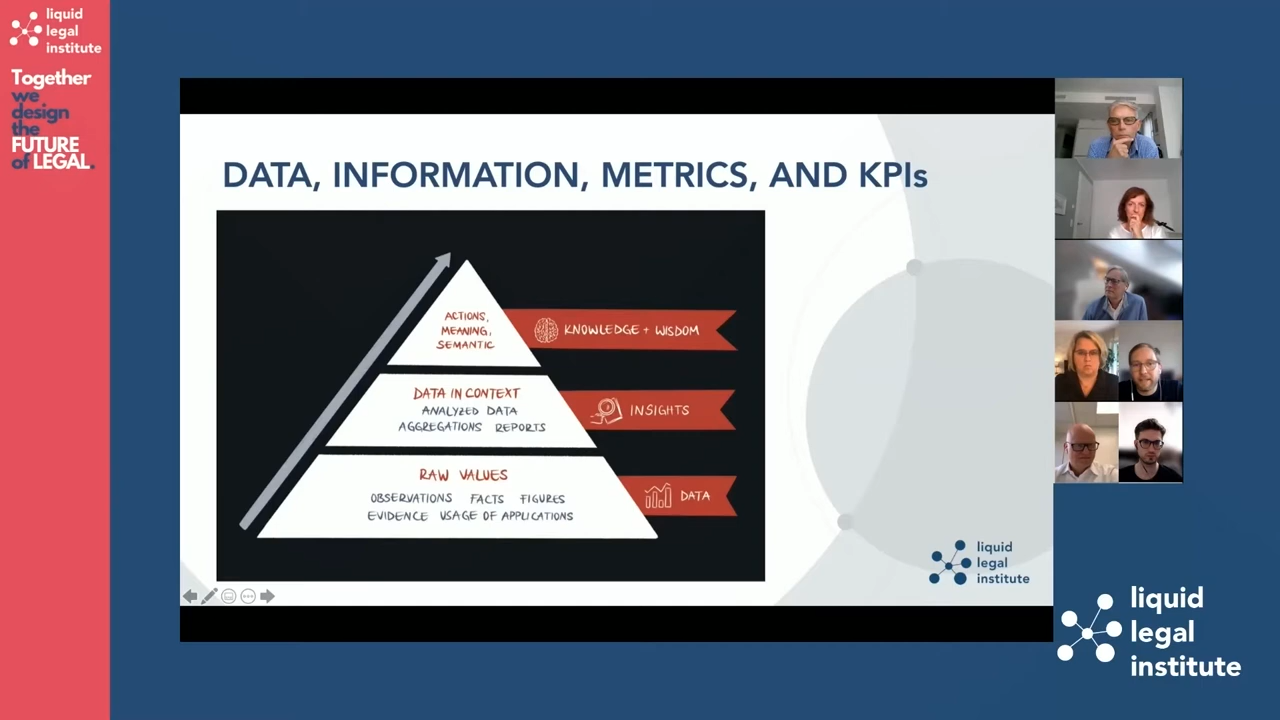 liquid
legal
institute
Together
we
design
the
FUTURE
of LEGAL.
DATA, INFORMATION, METRICS, AND KPIs
ACTIONS,
MEANING,
SEMANTIC
KNOWLEDGE + WISDOM
DATA IN CONTEXT
ANALYZED DATA
AGGREGATIONS REPORTS
INSIGHTS
RAW VALUES
OBSERVATIONS FACTS FIGURES
EVIDENCE USAGE OF APPLICATIONS
DATA
liquid
legal
institute
liquid
legal
institute